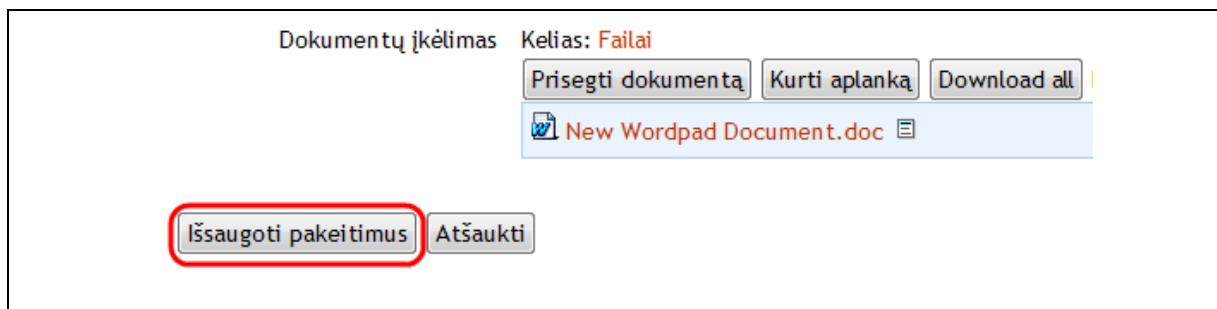 Dokumentų įkėlimas Kelias: Failai
Prisegti dokumentą Kurti aplanką Download all
New Wordpad Document.doc
Išsaugoti pakeitimus Atšaukti